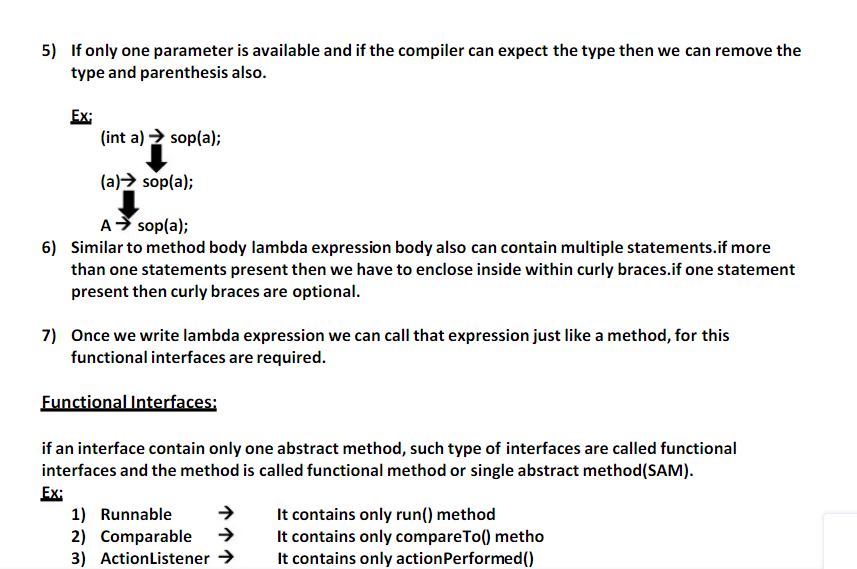 5) If only one parameter is available and if the compiler can expect the type then we can remove the
type and parenthesis also.
Ex:
(int a) → sop(a);
(a)→ sop(a);
A → sop(a);
6) Similar to method body lambda expression body also can contain multiple statements.if more
than one statements present then we have to enclose inside within curly braces.if one statement
present then curly braces are optional.
7) Once we write lambda expression we can call that expression just like a method, for this
functional interfaces are required.
Functional Interfaces:
if an interface contain only one abstract method, such type of interfaces are called functional
interfaces and the method is called functional method or single abstract method(SAM).
Ex:
1) Runnable → It contains only run() method
2) Comparable → It contains only compareTo() metho
3) ActionListener → It contains only actionPerformed()